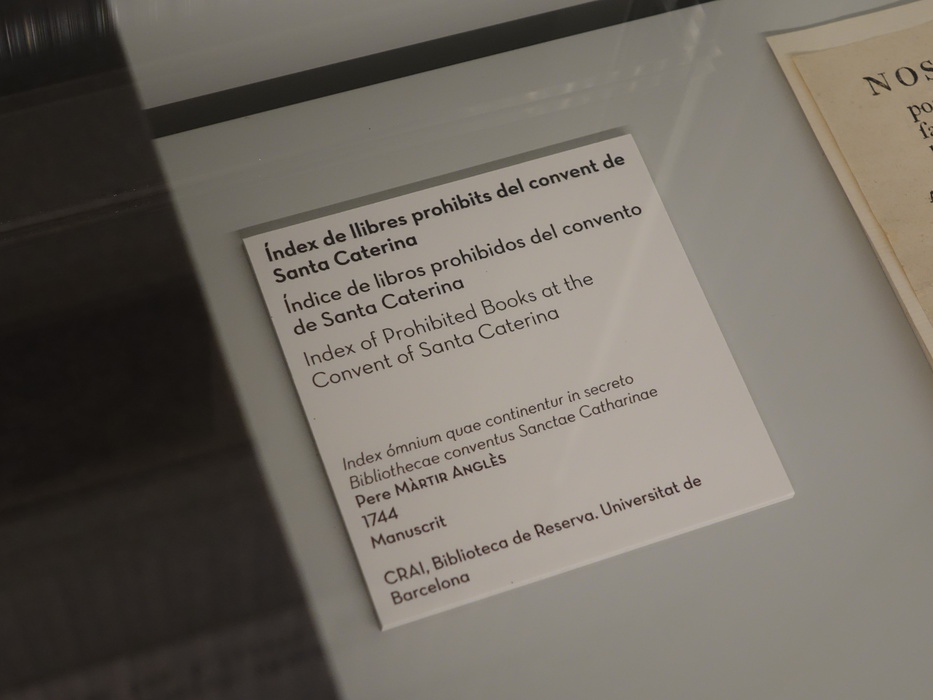 Índex de llibres prohibits del convent de
Santa Caterina
Índice de libros prohibidos del convento
de Santa Caterina
Index of Prohibited Books at the
Convent of Santa Caterina
Index ómnium quae continentur in secreto
Bibliothecae conventus Sanctae Catharinae
Pere MÀRTIR ANGLÈS
1744
Manuscrit
CRAI, Biblioteca de Reserva. Universitat de
Barcelona
NOS
po
fa